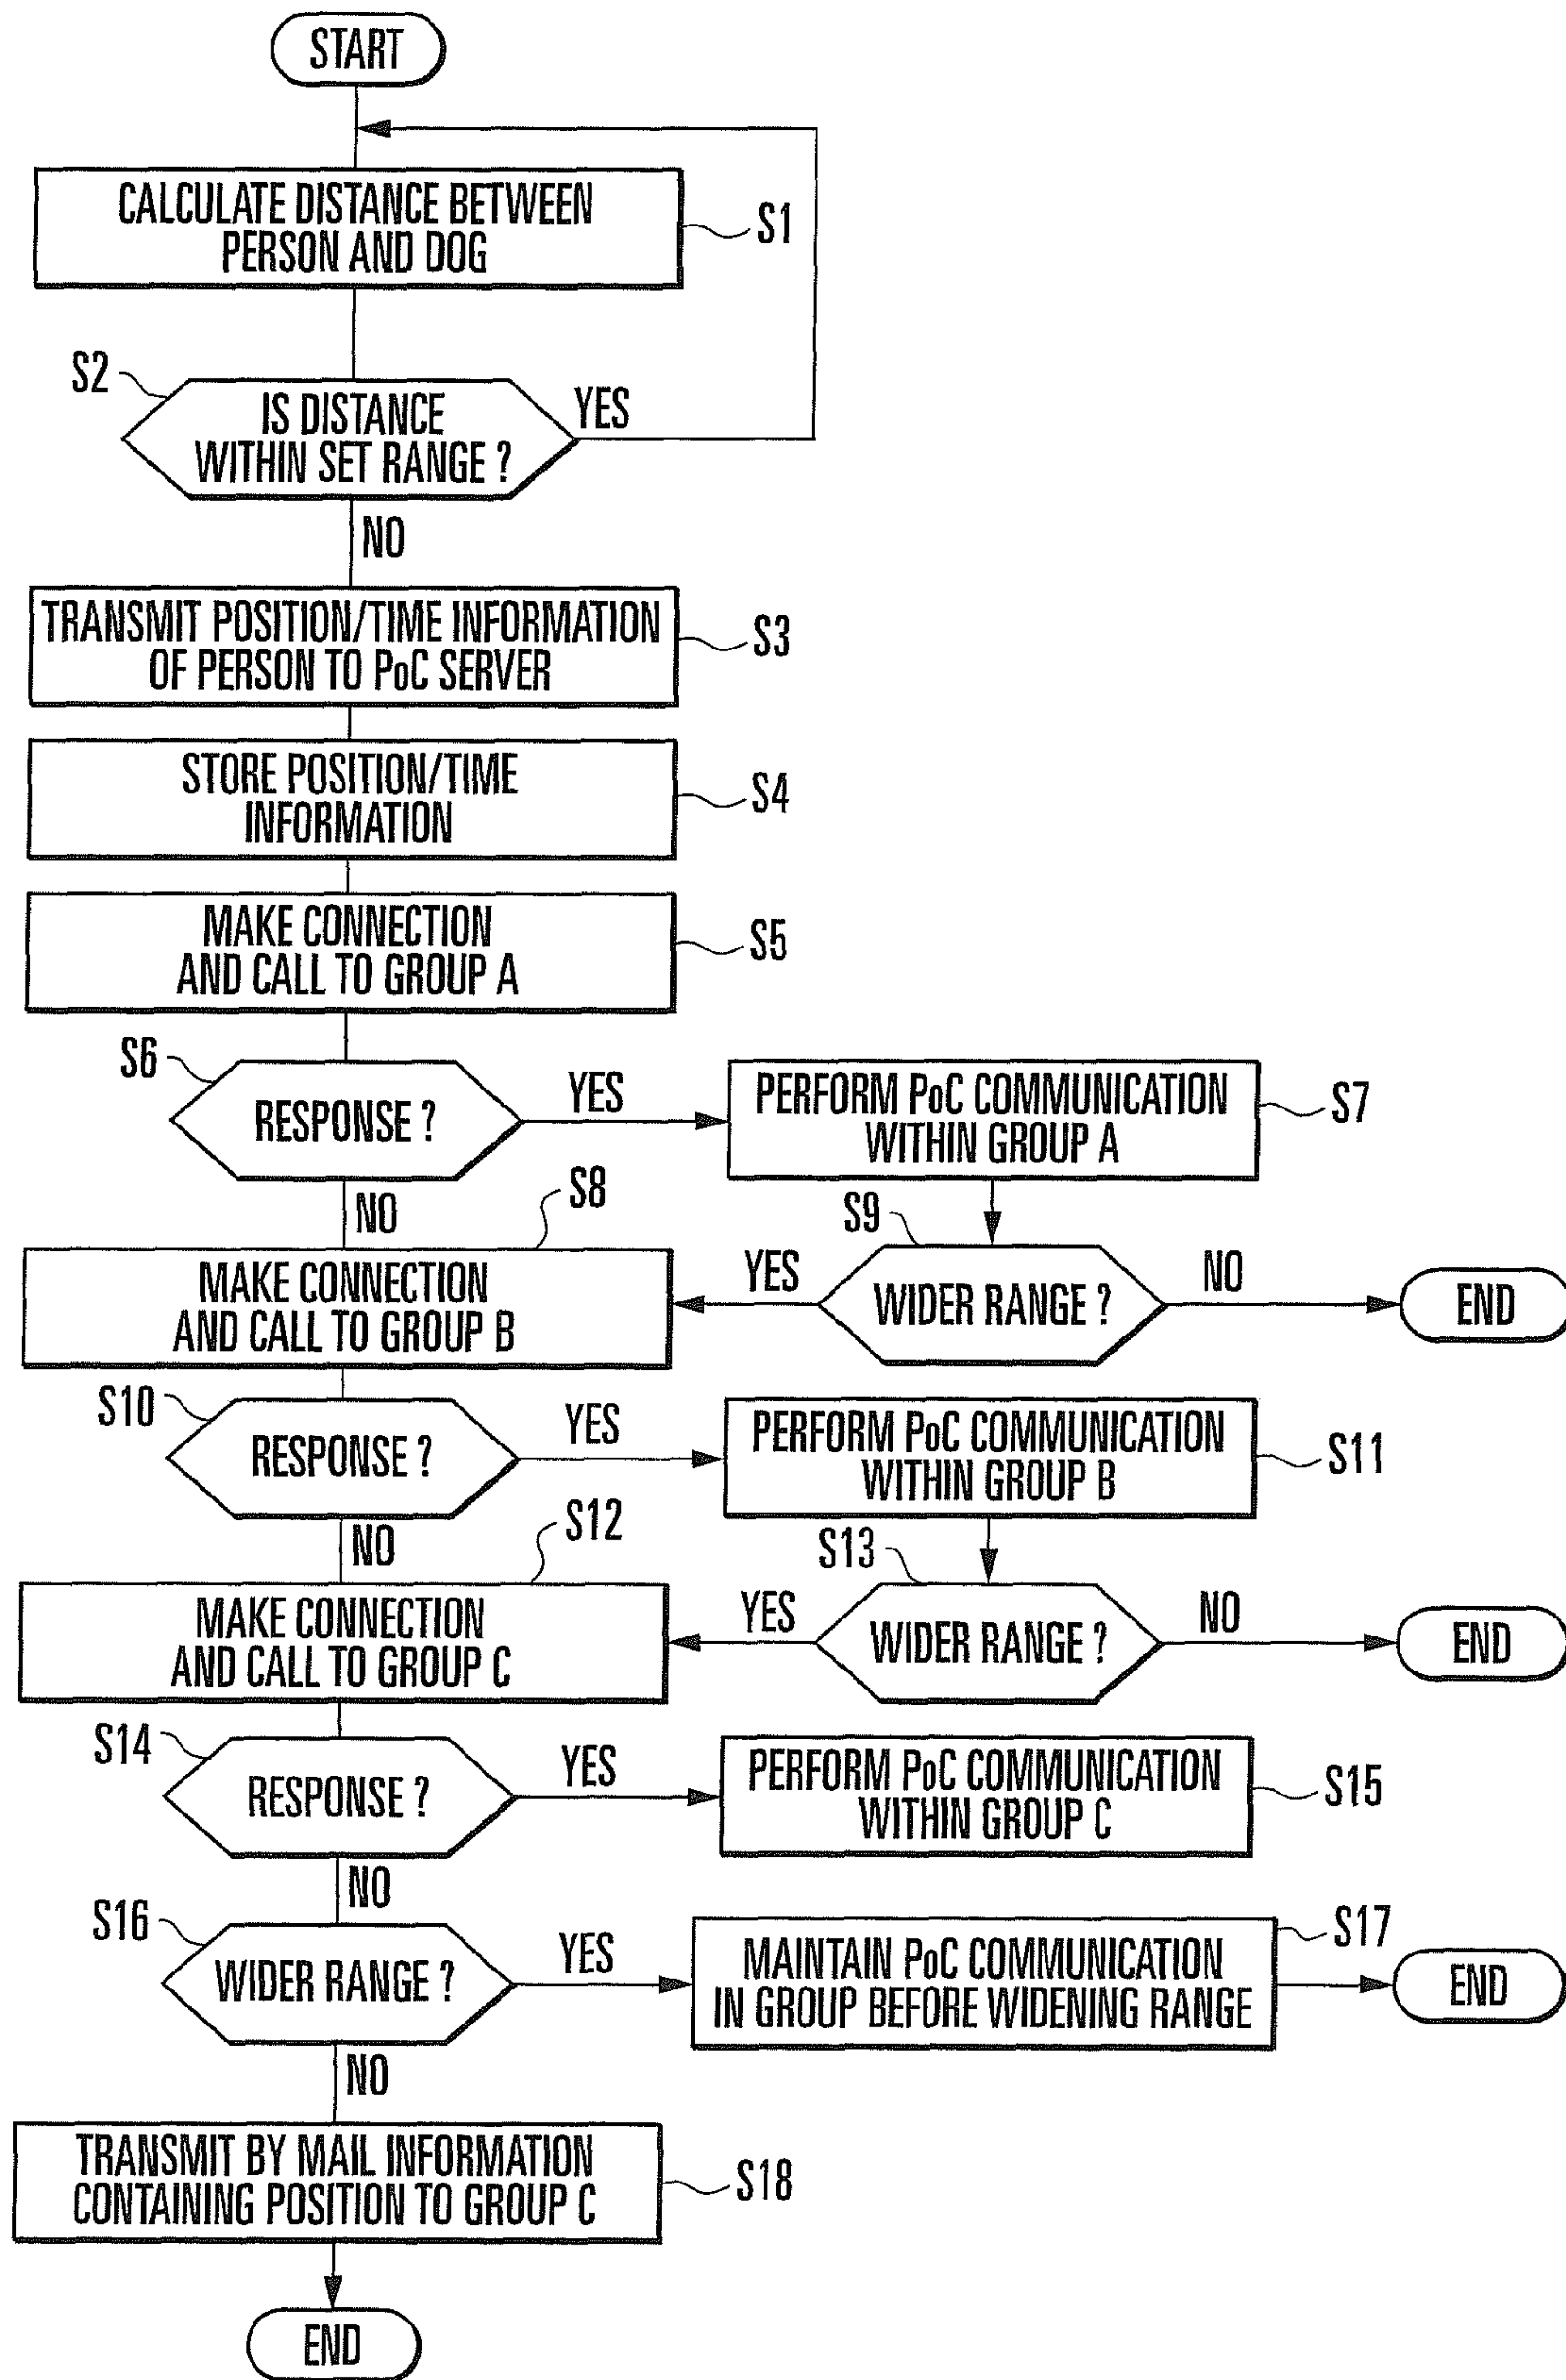 START
CALCULATE DISTANCE BETWEEN
PERSON AND DOG
S1
S2
IS DISTANCE
WITHIN SET RANGE ?
YES
NO
TRANSMIT POSITION/TIME INFORMATION
OF PERSON TO PoC SERVER
S3
STORE POSITION/TIME
INFORMATION
S4
MAKE CONNECTION
AND CALL TO GROUP A
S5
S6
RESPONSE ?
YES
PERFORM PoC COMMUNICATION
WITHIN GROUP A
S7
NO
S8
MAKE CONNECTION
AND CALL TO GROUP B
S9
YES
WIDER RANGE ?
NO
END
S10
RESPONSE ?
YES
PERFORM PoC COMMUNICATION
WITHIN GROUP B
S11
NO
S12
MAKE CONNECTION
AND CALL TO GROUP C
S13
YES
WIDER RANGE ?
NO
END
S14
RESPONSE ?
YES
PERFORM PoC COMMUNICATION
WITHIN GROUP C
S15
NO
S16
WIDER RANGE ?
YES
MAINTAIN PoC COMMUNICATION
IN GROUP BEFORE WIDENING RANGE
S17
END
NO
TRANSMIT BY MAIL INFORMATION
CONTAINING POSITION TO GROUP C
S18
END